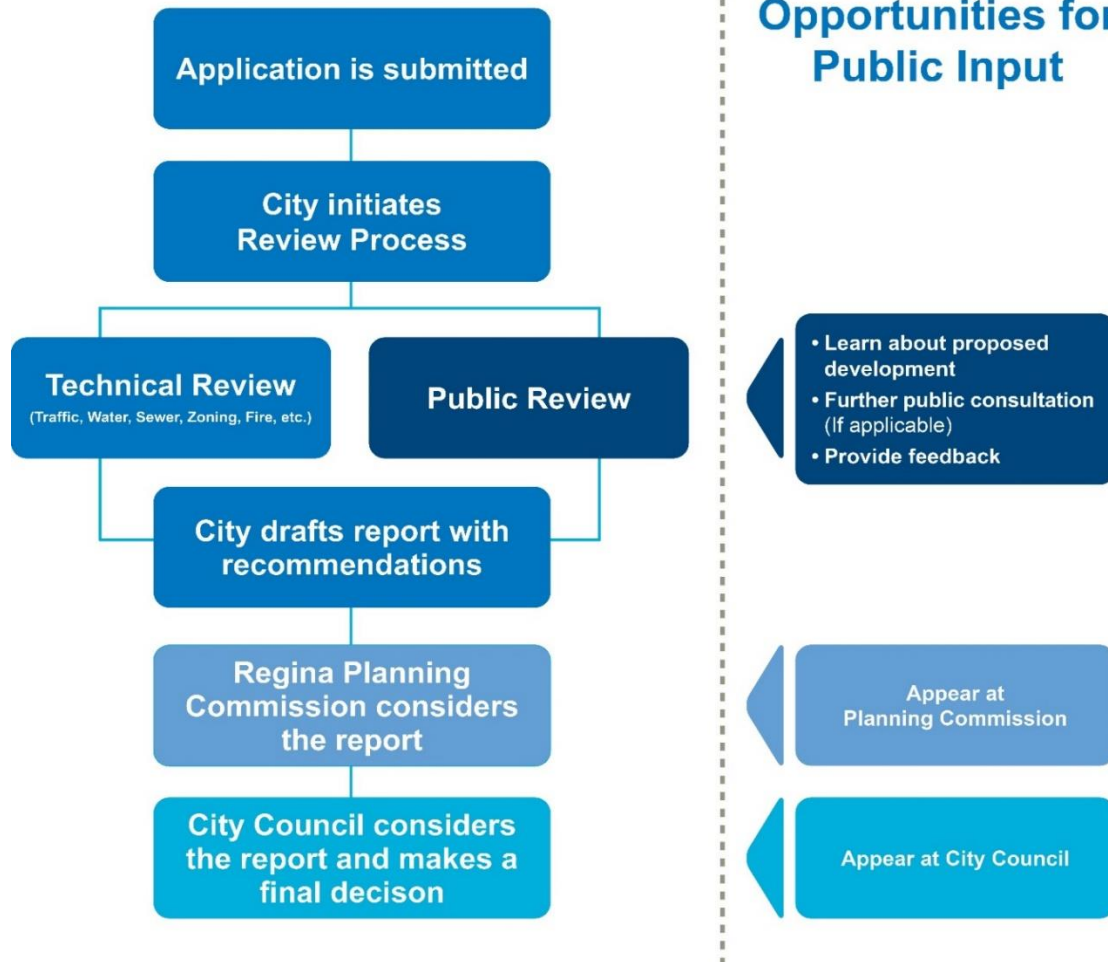 Application is submitted
City initiates
Review Process
Technical Review
(Traffic, Water, Sewer, Zoning, Fire, etc.)
Public Review
City drafts report with
recommendations
Regina Planning
Commission considers
the report
City Council considers
the report and makes a
final decison
Opportunities for
Public Input
• Learn about proposed
development
• Further public consultation
(If applicable)
• Provide feedback
Appear at
Planning Commission
Appear at City Council